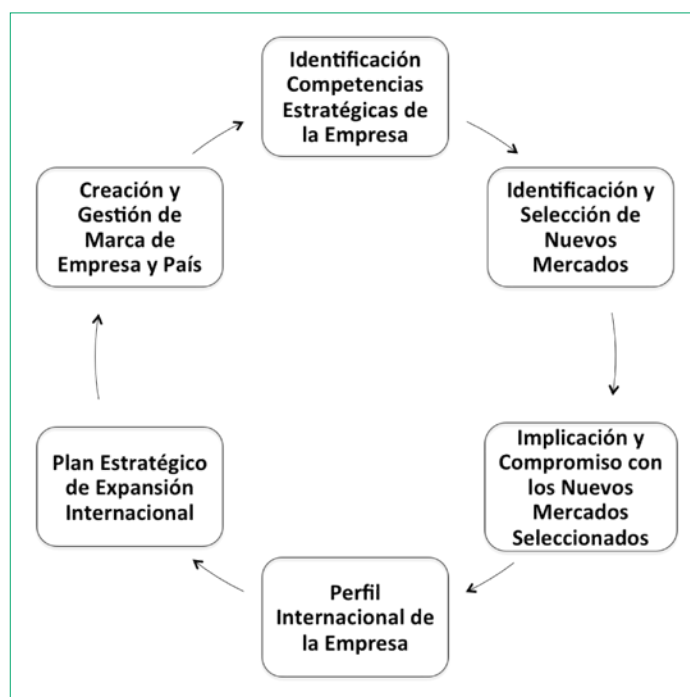 Identificación
Competencias
Estratégicas de
la Empresa
Identificación y
Selección de
Nuevos
Mercados
Implicación y
Compromiso con
los Nuevos
Mercados
Seleccionados
Perfil
Internacional de
la Empresa
Plan Estratégico
de Expansión
Internacional
Creación y
Gestión de
Marca de
Empresa y País